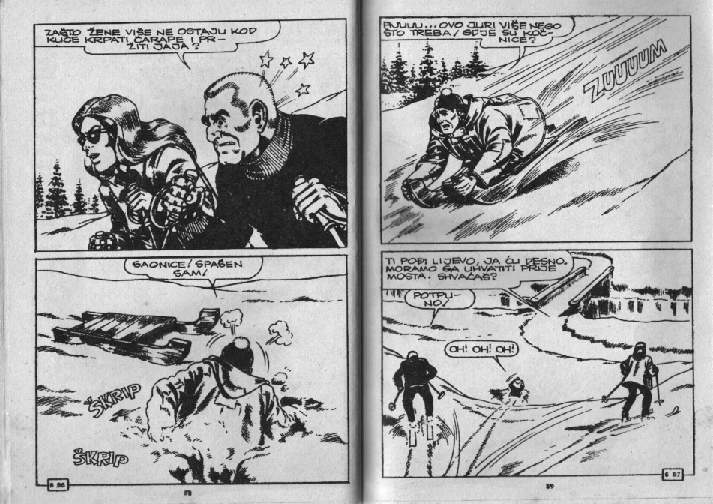 ZAŠTO ŽENE VIŠE NE OSTAJU KOD
KUĆE KRPATI ČARAPE I PR-
ŽITI JAJA?
SAONICE! SPAŠEN
SAM!
ŠKRIP
ŠKRIP
58
... OVO JURI VIŠE NEGO
ŠTO TREBA! GDJE SU KOČ-
NICE?
ZUUUUM
TI POĐI LIJEVO, JA ĆU DESNO.
MORAMO GA UHVATITI PRIJE
MOSTA. SHVAĆAŠ?
POTPU-
NO!
OH! OH! OH!
59